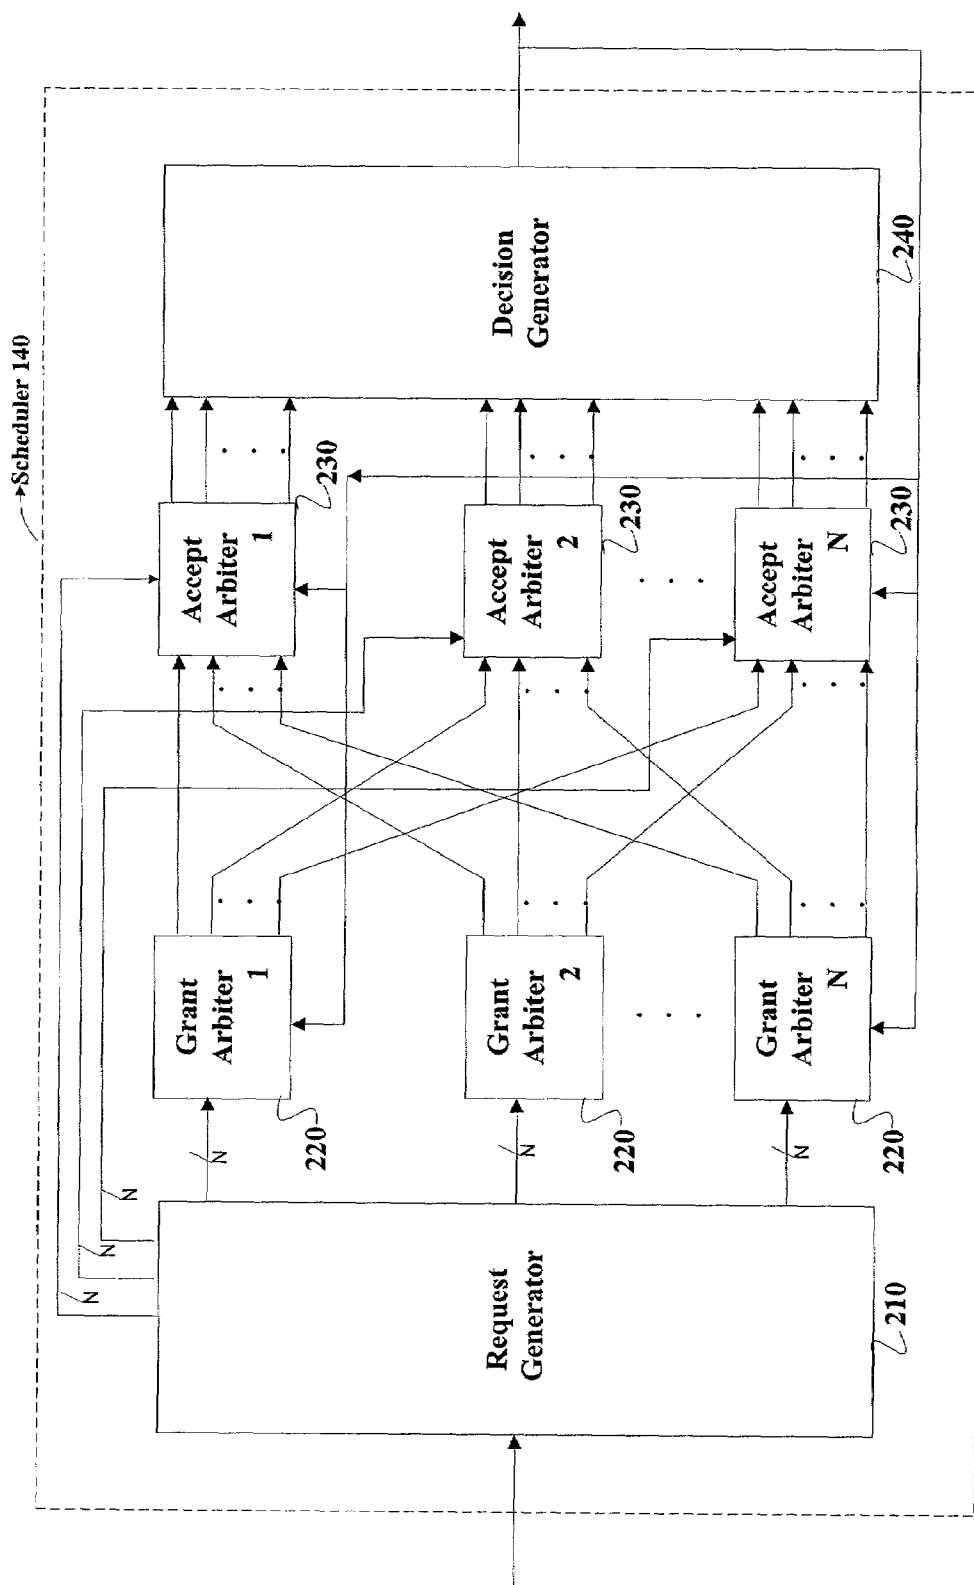 Scheduler 140
Request
Generator
210
N
N
N
N
N
N
Grant
Arbiter
1
220
Grant
Arbiter
2
220
Grant
Arbiter
N
220
Accept
Arbiter
1
230
Accept
Arbiter
2
230
Accept
Arbiter
N
230
Decision
Generator
240